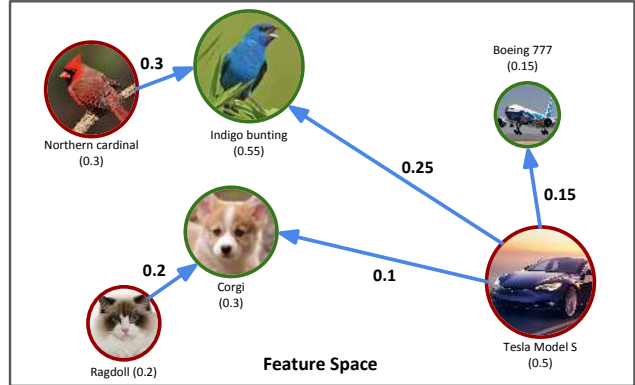 Boeing 777
(0.15)
0.3
Northern cardinal
(0.3)
Indigo bunting
(0.55)
0.25
0.15
0.2
Corgi
(0.3)
0.1
Ragdoll (0.2)
Feature Space
Tesla Model S
(0.5)